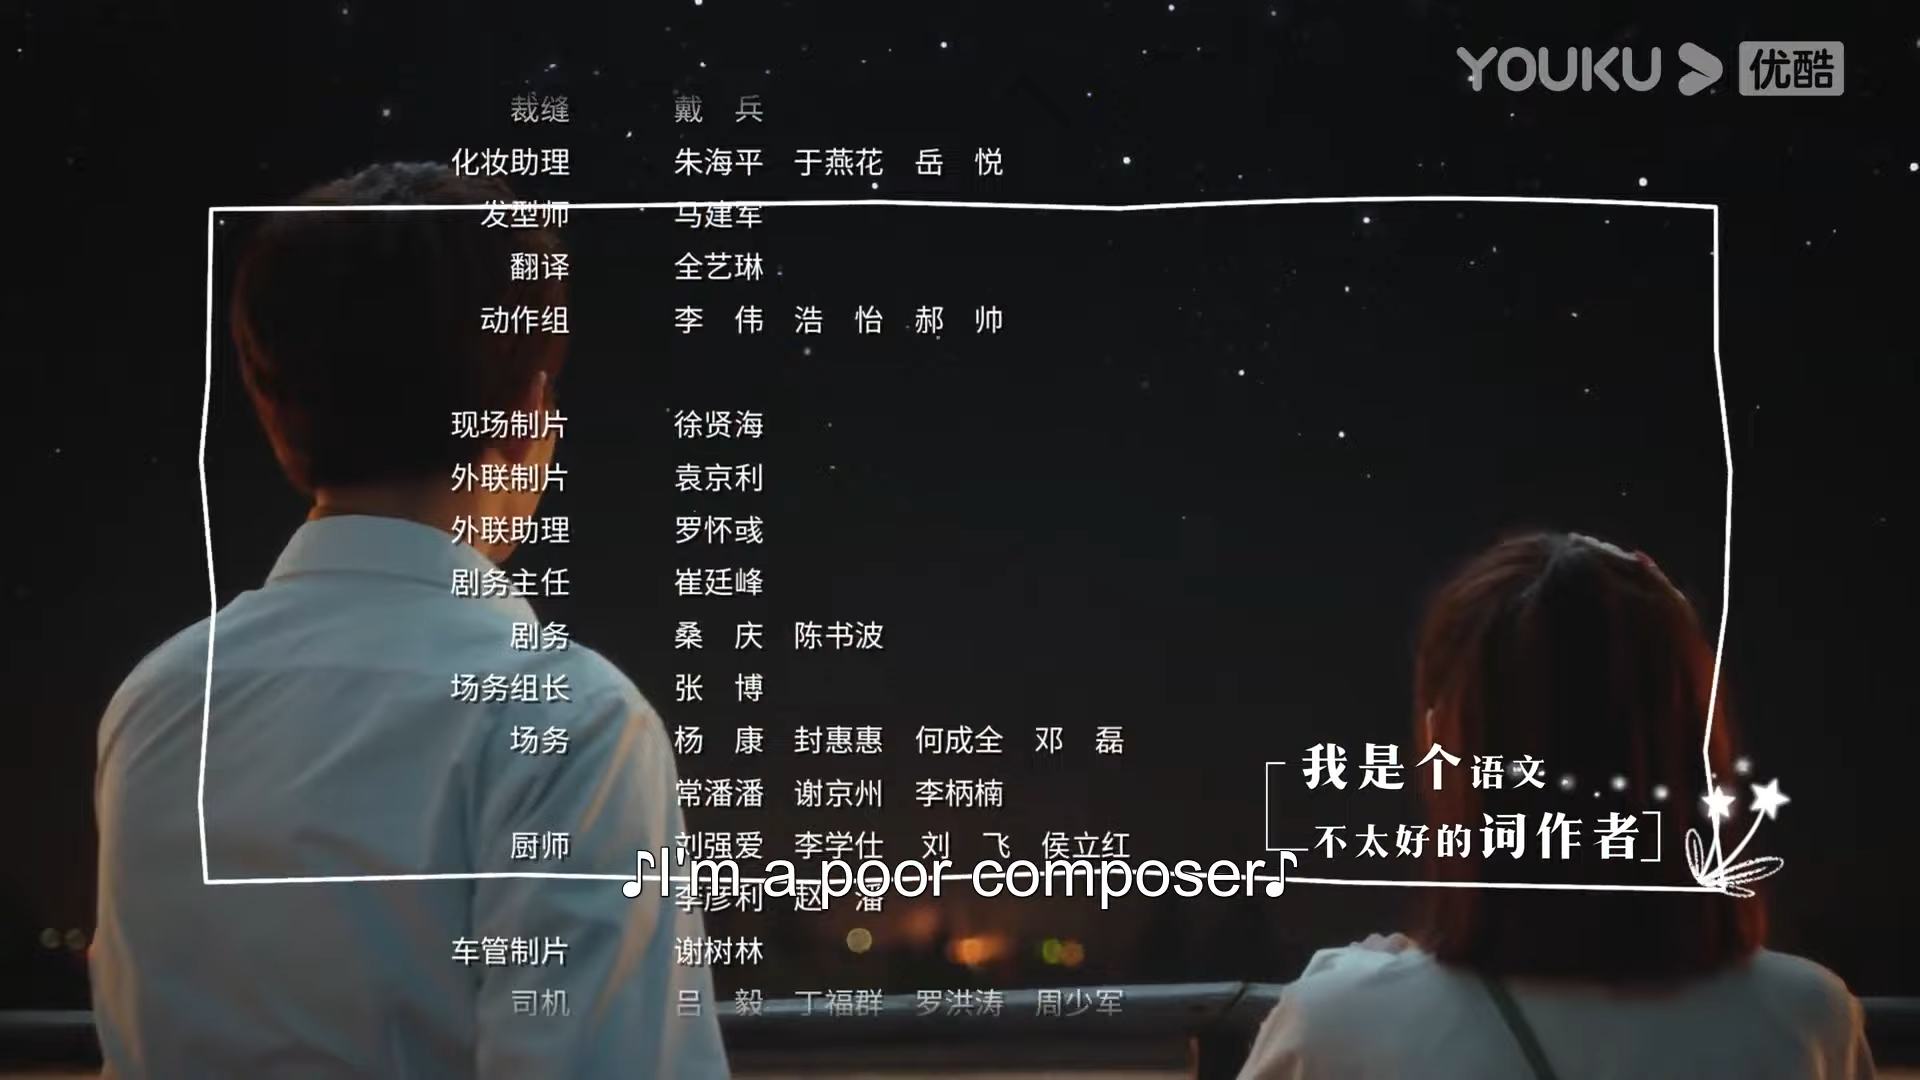 YOUKU 优酷
裁缝 戴 兵
化妆助理 朱海平 于燕花 岳 悦
发型师 马建军
翻译 全艺琳
动作组 李 伟 浩 怡 郝 帅
现场制片 徐贤海
外联制片 袁京利
外联助理 罗怀彧
剧务主任 崔廷峰
剧务 桑 庆 陈书波
场务组长 张 博
场务 杨 康 封惠惠 何成全 邓 磊
常潘潘 谢京州 李柄楠
厨师 刘强爱 李学仕 刘 飞 侯立红
李彦利 赵 潘
车管制片 谢树林
司机 吕 毅 丁福群 罗洪涛 周少军
我是个语文
不太好的词作者
♪I'm a poor composer♪